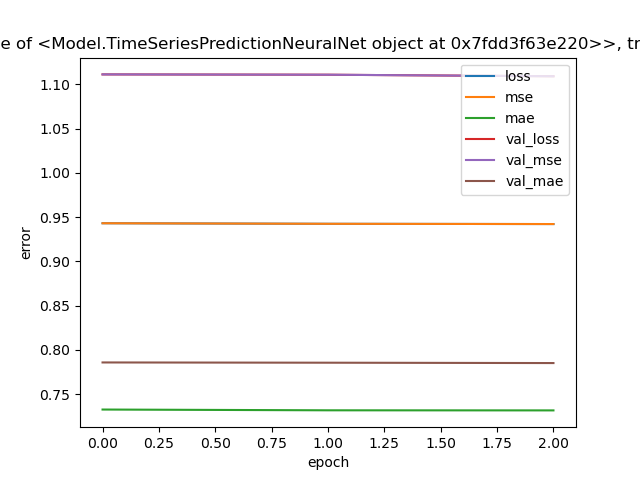 e of <Model.TimeSeriesPredictionNeuralNet object at 0x7fdd3f63e220>>, tr
loss
mse
mae
val_loss
val_mse
val_mae
1.10
1.05
1.00
0.95
0.90
0.85
0.80
0.75
error
0.00 0.25 0.50 0.75 1.00 1.25 1.50 1.75 2.00
epoch